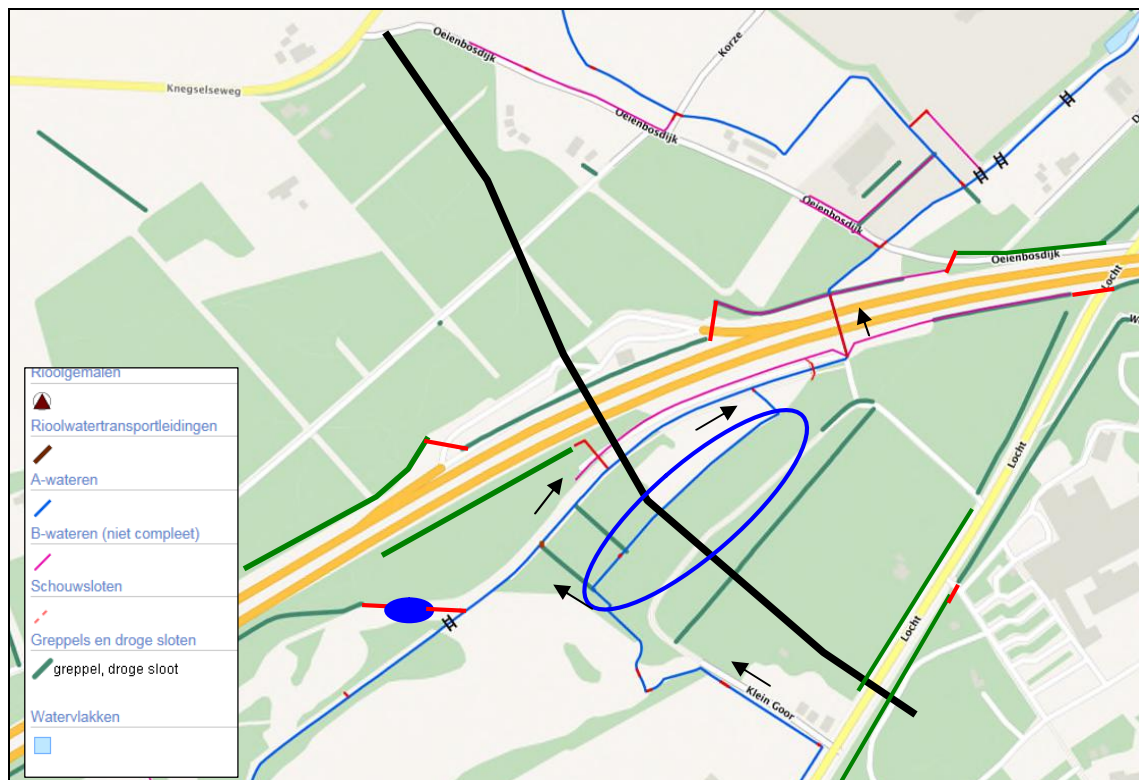 Oeienbosdijk
Korze
Knegselseweg
Oeienbosdijk
D
Oeienbosdijk
Oeienbosdijk
Locht
W
Rioolgemalen
Rioolwatertransportleidingen
A-wateren
B-wateren (niet compleet)
Schouwsloten
Greppels en droge sloten
greppel, droge sloot
Watervlakken
Locht
Locht
Klein Goor